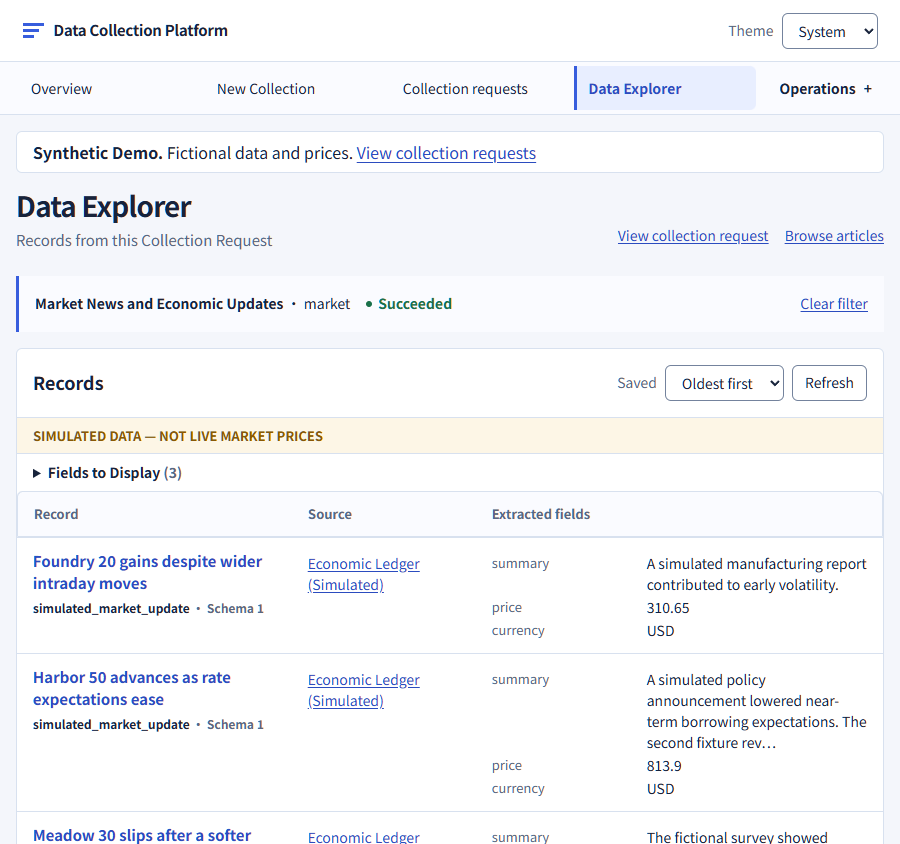 Data Collection Platform
Theme System
Overview New Collection Collection requests Data Explorer Operations +
Synthetic Demo. Fictional data and prices. View collection requests
Data Explorer
Records from this Collection Request
View collection request Browse articles
Market News and Economic Updates · market • Succeeded Clear filter
Records
Saved Oldest first Refresh
SIMULATED DATA — NOT LIVE MARKET PRICES
▶ Fields to Display (3)
Record Source Extracted fields
Foundry 20 gains despite wider
intraday moves
simulated_market_update • Schema 1
Economic Ledger
(Simulated)
summary A simulated manufacturing report
contributed to early volatility.
price 310.65
currency USD
Harbor 50 advances as rate
expectations ease
simulated_market_update • Schema 1
Economic Ledger
(Simulated)
summary A simulated policy
announcement lowered near-
term borrowing expectations. The
second fixture rev…
price 813.9
currency USD
Meadow 30 slips after a softer
Economic Ledger
summary The fictional survey showed